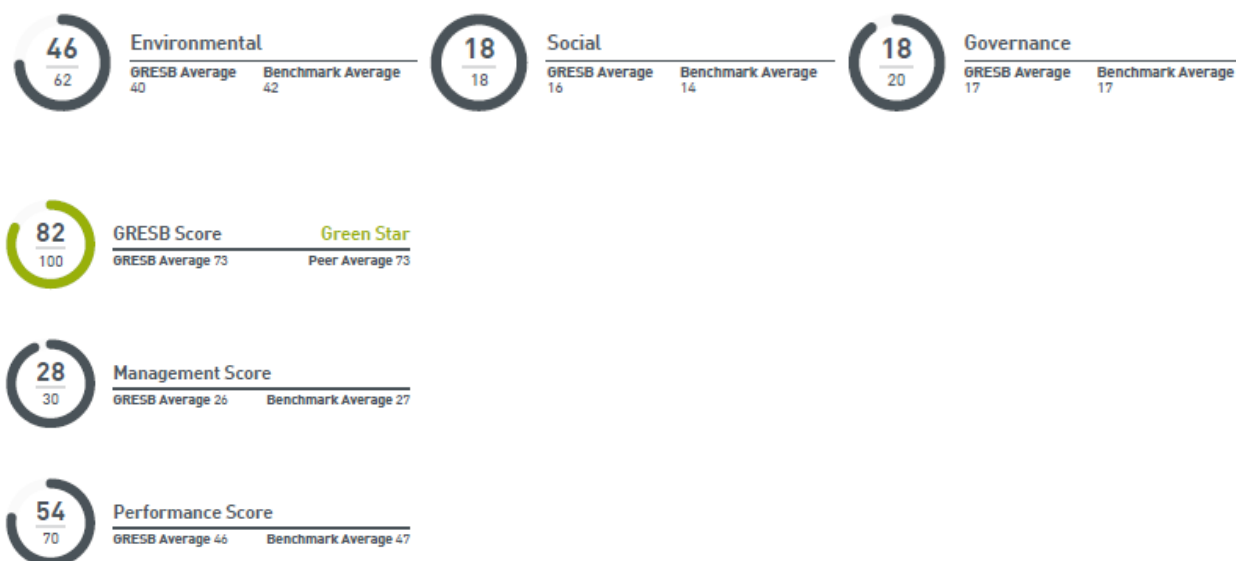 46
62
Environmental
GRESB Average Benchmark Average
40 42
18
18
Social
GRESB Average Benchmark Average
16 14
18
20
Governance
GRESB Average Benchmark Average
17 17
82
100
GRESB Score Green Star
GRESB Average 73 Peer Average 73
28
30
Management Score
GRESB Average 26 Benchmark Average 27
54
70
Performance Score
GRESB Average 46 Benchmark Average 47